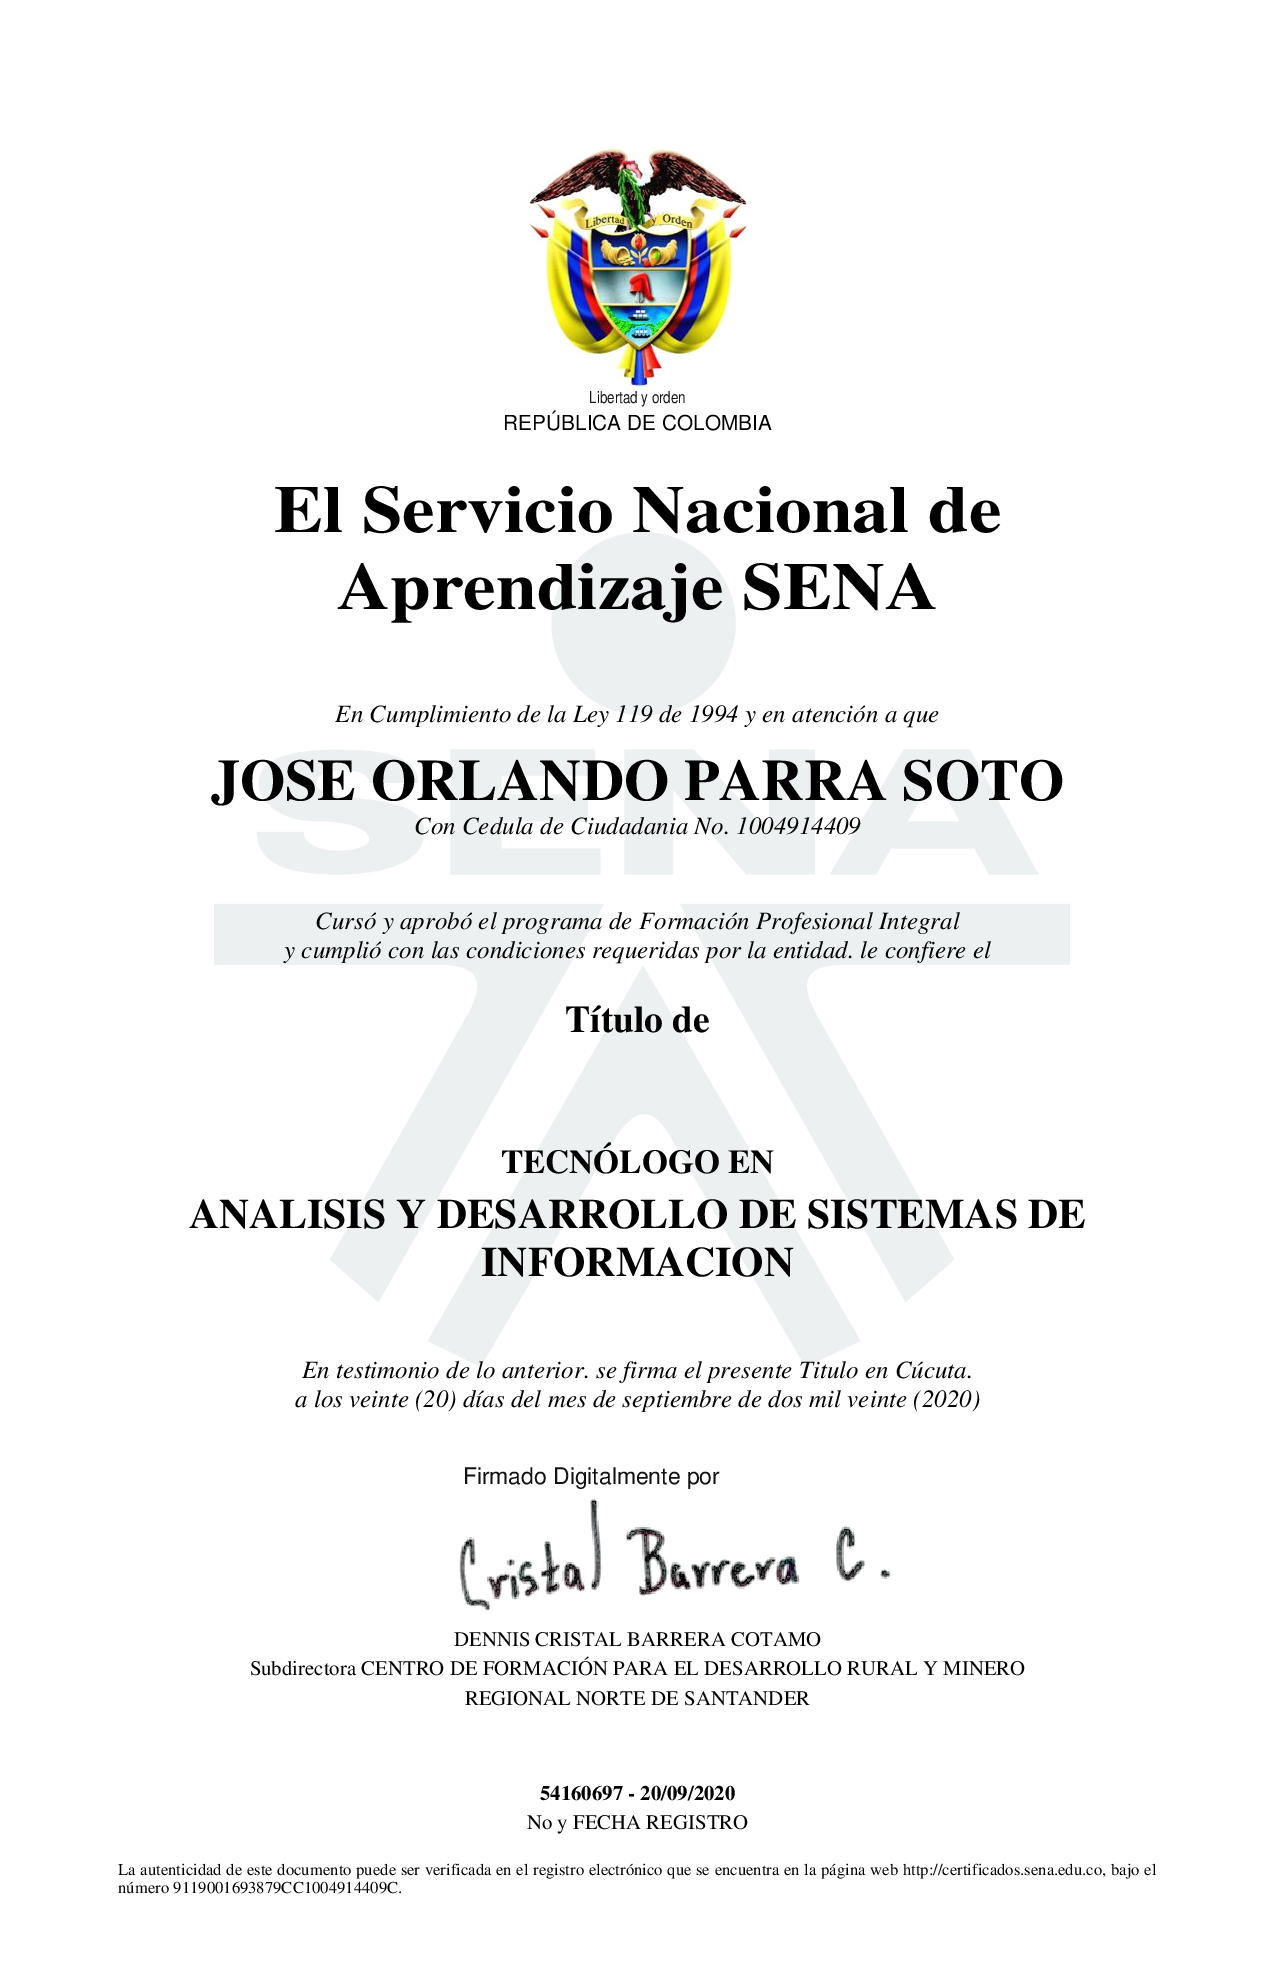 Libertad y Orden
Libertad y orden
REPÚBLICA DE COLOMBIA
El Servicio Nacional de
Aprendizaje SENA
En Cumplimiento de la Ley 119 de 1994 y en atención a que
SENA
JOSE ORLANDO PARRA SOTO
Con Cedula de Ciudadania No. 1004914409
Cursó y aprobó el programa de Formación Profesional Integral
y cumplió con las condiciones requeridas por la entidad. le confiere el
Título de
TECNÓLOGO EN
ANALISIS Y DESARROLLO DE SISTEMAS DE
INFORMACION
En testimonio de lo anterior. se firma el presente Titulo en Cúcuta.
a los veinte (20) días del mes de septiembre de dos mil veinte (2020)
Firmado Digitalmente por
Cristal Barrera C.
DENNIS CRISTAL BARRERA COTAMO
Subdirectora CENTRO DE FORMACIÓN PARA EL DESARROLLO RURAL Y MINERO
REGIONAL NORTE DE SANTANDER
54160697 - 20/09/2020
No y FECHA REGISTRO
La autenticidad de este documento puede ser verificada en el registro electrónico que se encuentra en la página web http://certificados.sena.edu.co, bajo el
número 9119001693879CC1004914409C.